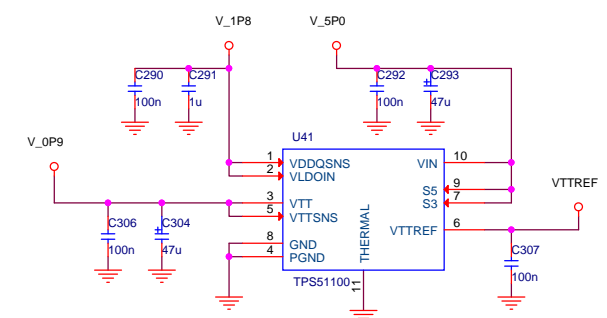 V_1P8
V_5P0
C290
100n
C291
1u
C292
100n
C293
47u
V_0P9
U41
1
VDDQSNS
2
VLDOIN
VIN
10
S5
9
S3
7
VTTREF
3
VTT
5
VTTSNS
VTTREF
6
C306
100n
C304
47u
8
GND
4
PGND
THERMAL
TPS51100
11
C307
100n